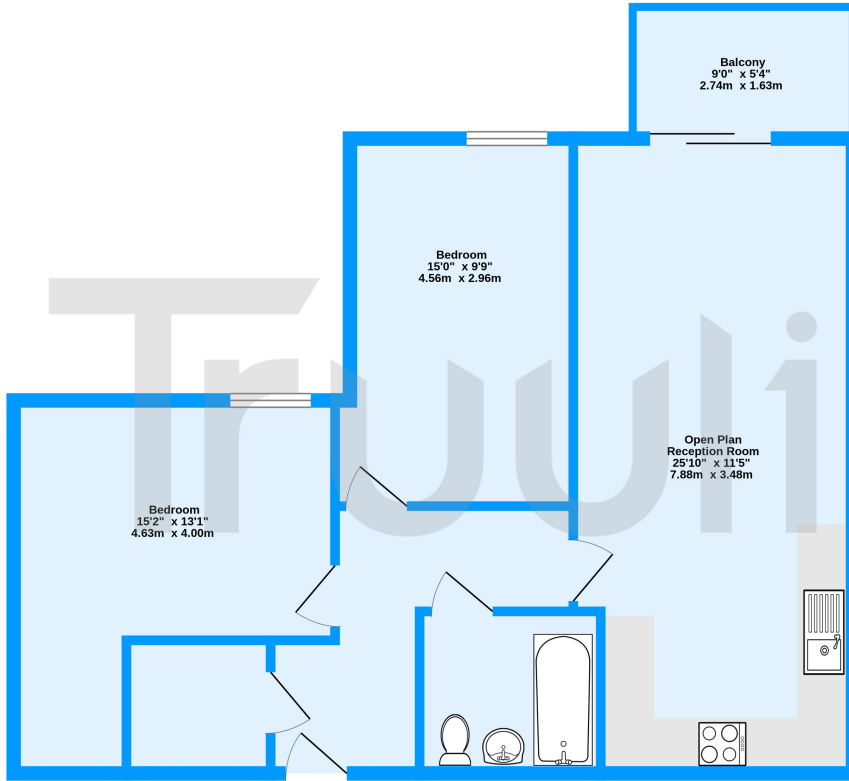 Balcony
9'0" x 5'4"
2.74m x 1.63m
Bedroom
15'0" x 9'9"
4.56m x 2.96m
Truuli
Open Plan
Reception Room
25'10" x 11'5"
7.88m x 3.48m
Bedroom
15'2" x 13'1"
4.63m x 4.00m